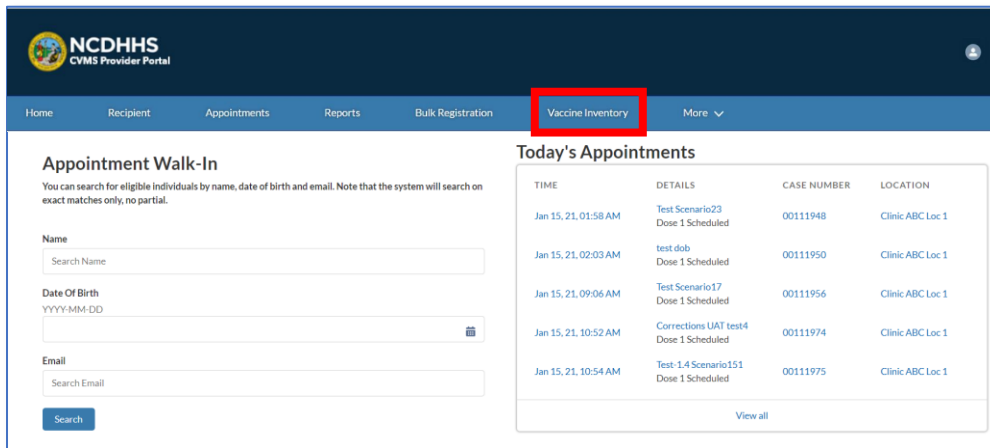 NCDHHS
CVMS Provider Portal
Home Recipient Appointments Reports Bulk Registration Vaccine Inventory More
Appointment Walk-In
You can search for eligible individuals by name, date of birth and email. Note that the system will search on
exact matches only, no partial.
Name
Search Name
Date Of Birth
YYYY-MM-DD
Email
Search Email
Search
Today's Appointments
TIME DETAILS CASE NUMBER LOCATION
Jan 15, 21, 01:58 AM Test Scenario23 00111948 Clinic ABC Loc 1
Dose 1 Scheduled
Jan 15, 21, 02:03 AM test dob 00111950 Clinic ABC Loc 1
Dose 1 Scheduled
Jan 15, 21, 09:06 AM Test Scenario17 00111956 Clinic ABC Loc 1
Dose 1 Scheduled
Jan 15, 21, 10:52 AM Corrections UAT test4 00111974 Clinic ABC Loc 1
Dose 1 Scheduled
Jan 15, 21, 10:54 AM Test-1.4 Scenario151 00111975 Clinic ABC Loc 1
Dose 1 Scheduled
View all